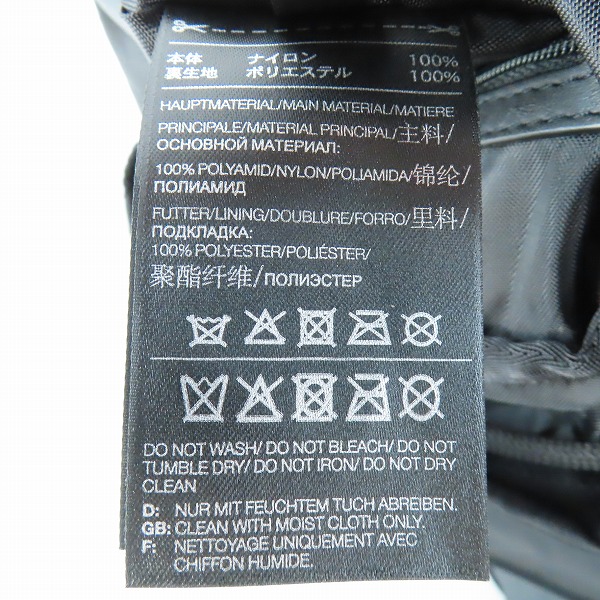 本体 ナイロン 100%
裏生地 ポリエステル 100%
HAUPTMATERIAL/MAIN MATERIAL/MATIERE
PRINCIPALE/MATERIAL PRINCIPAL/主料/
ОСНОВНОЙ МАТЕРИАЛ:
100% POLYAMID/NYLON/POLIAMIDA/锦纶/
ПОЛИАМИД
FUTTER/LINING/DOUBLURE/FORRO/里料/
ПОДКЛАДКА:
100% POLYESTER/POLIÉSTER/
聚酯纤维/ПОЛИЭСТЕР
DO NOT WASH/ DO NOT BLEACH/ DO NOT
TUMBLE DRY/ DO NOT IRON/ DO NOT DRY
CLEAN
D: NUR MIT FEUCHTEM TUCH ABREIBEN.
GB: CLEAN WITH MOIST CLOTH ONLY.
F: NETTOYAGE UNIQUEMENT AVEC
CHIFFON HUMIDE.